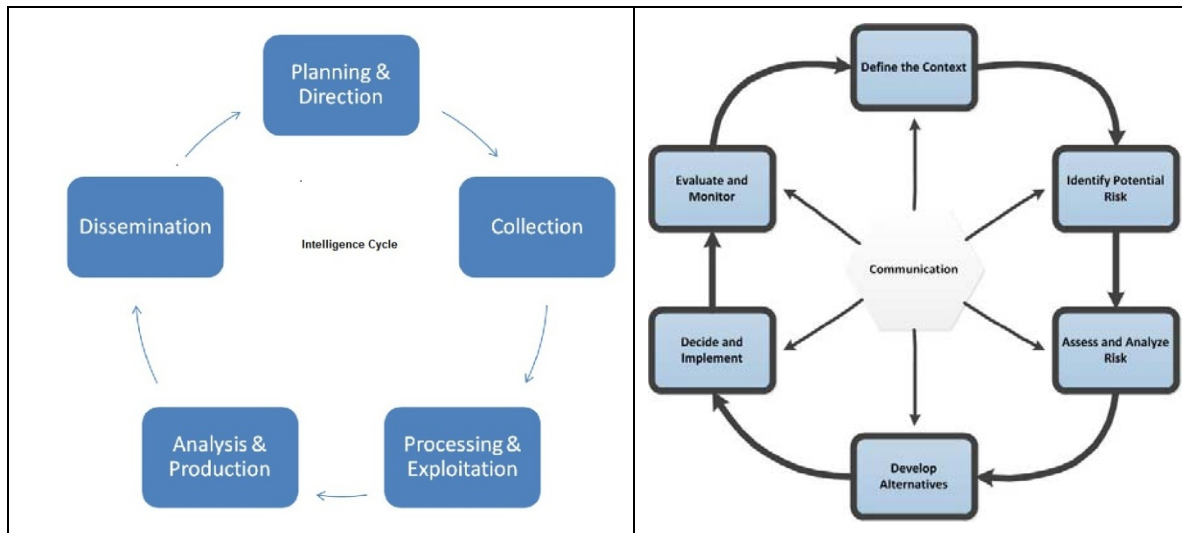 Planning &
Direction
Collection
Processing &
Exploitation
Analysis &
Production
Dissemination
Intelligence Cycle
Define the Context
Identify Potential
Risk
Assess and Analyze
Risk
Develop
Alternatives
Decide and
Implement
Evaluate and
Monitor
Communication